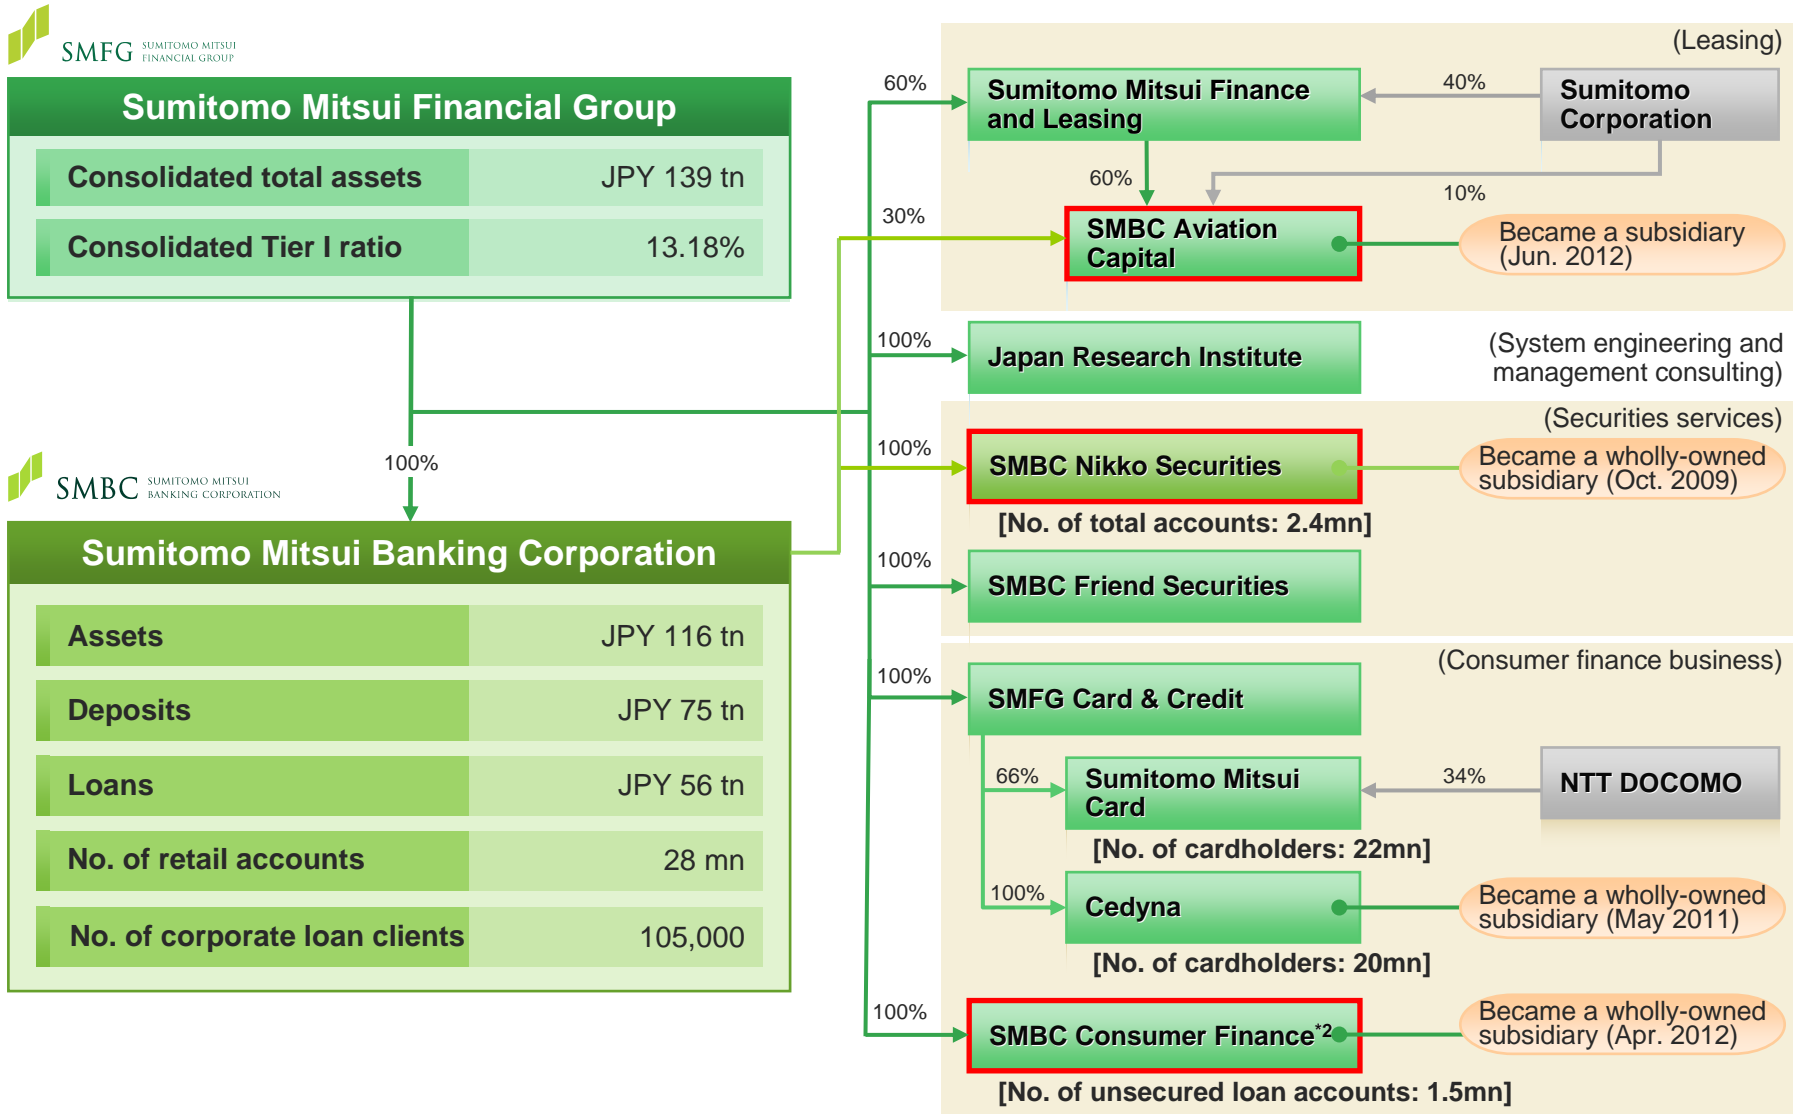 SMFG SUMITOMO MITSUI
FINANCIAL GROUP
Sumitomo Mitsui Financial Group
Consolidated total assets JPY 139 tn
Consolidated Tier I ratio 13.18%
100%
SMBC SUMITOMO MITSUI
BANKING CORPORATION
Sumitomo Mitsui Banking Corporation
Assets JPY 116 tn
Deposits JPY 75 tn
Loans JPY 56 tn
No. of retail accounts 28 mn
No. of corporate loan clients 105,000
(Leasing)
60%
Sumitomo Mitsui Finance
and Leasing
40%
Sumitomo
Corporation
60%
10%
30%
SMBC Aviation
Capital
Became a subsidiary
(Jun. 2012)
100%
Japan Research Institute
(System engineering and
management consulting)
(Securities services)
100%
SMBC Nikko Securities
Became a wholly-owned
subsidiary (Oct. 2009)
[No. of total accounts: 2.4mn]
100%
SMBC Friend Securities
(Consumer finance business)
100%
SMFG Card & Credit
66%
Sumitomo Mitsui
Card
34%
NTT DOCOMO
[No. of cardholders: 22mn]
100%
Cedyna
Became a wholly-owned
subsidiary (May 2011)
[No. of cardholders: 20mn]
100%
SMBC Consumer Finance*2
Became a wholly-owned
subsidiary (Apr. 2012)
[No. of unsecured loan accounts: 1.5mn]